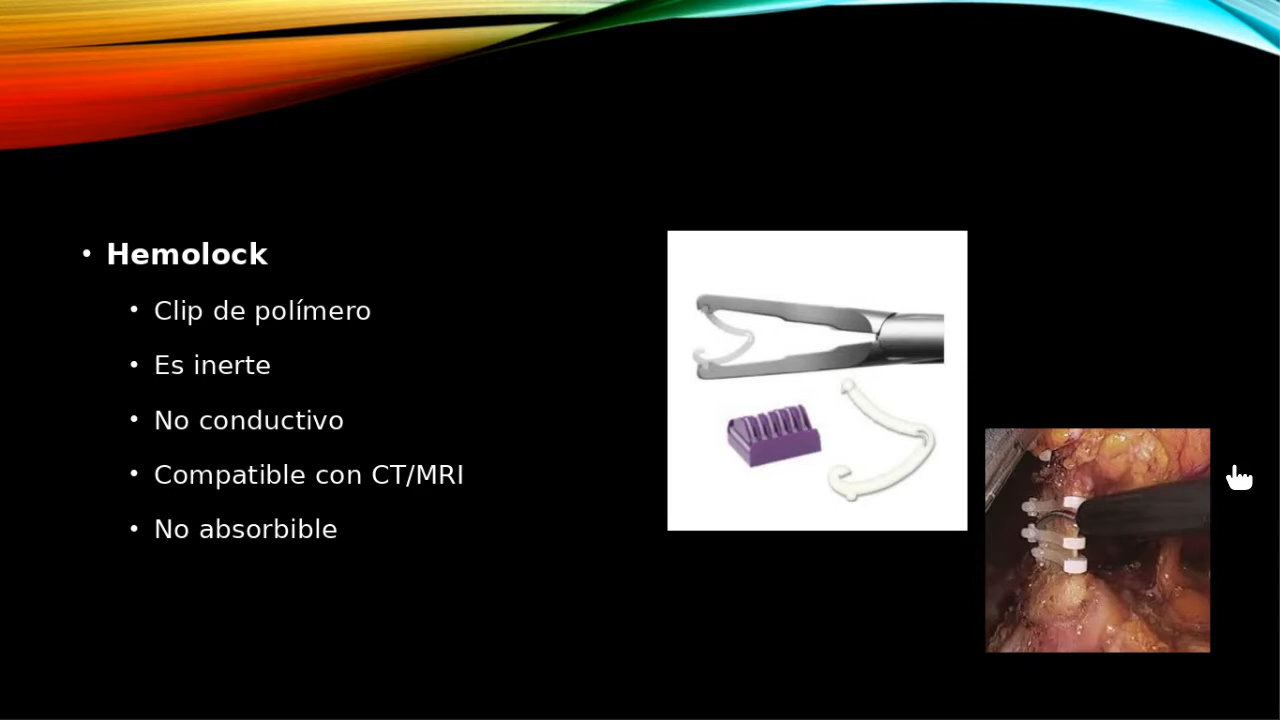 • Hemolock
• Clip de polímero
• Es inerte
• No conductivo
• Compatible con CT/MRI
• No absorbible